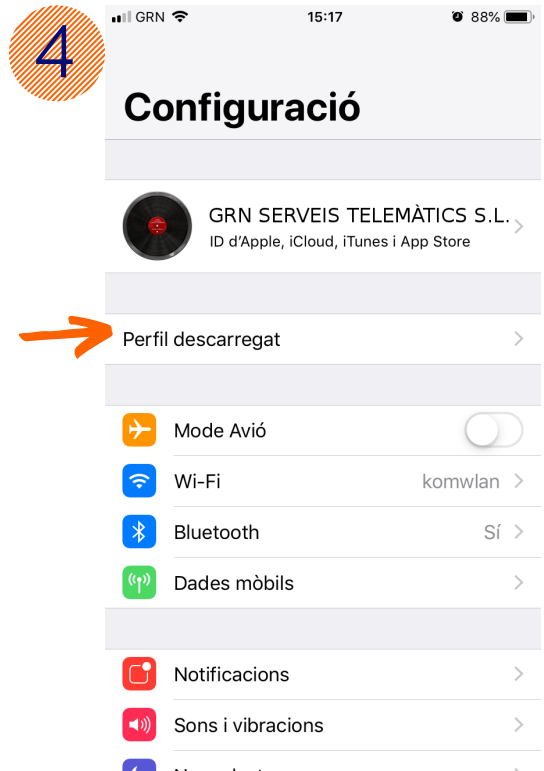 4
GRN 15:17 88%
Configuració
GRN SERVEIS TELEMÀTICS S.L.
ID d'Apple, iCloud, iTunes i App Store
Perfil descarregat
Mode Avió
Wi-Fi komwlan
Bluetooth Sí
Dades mòbils
Notificacions
Sons i vibracions